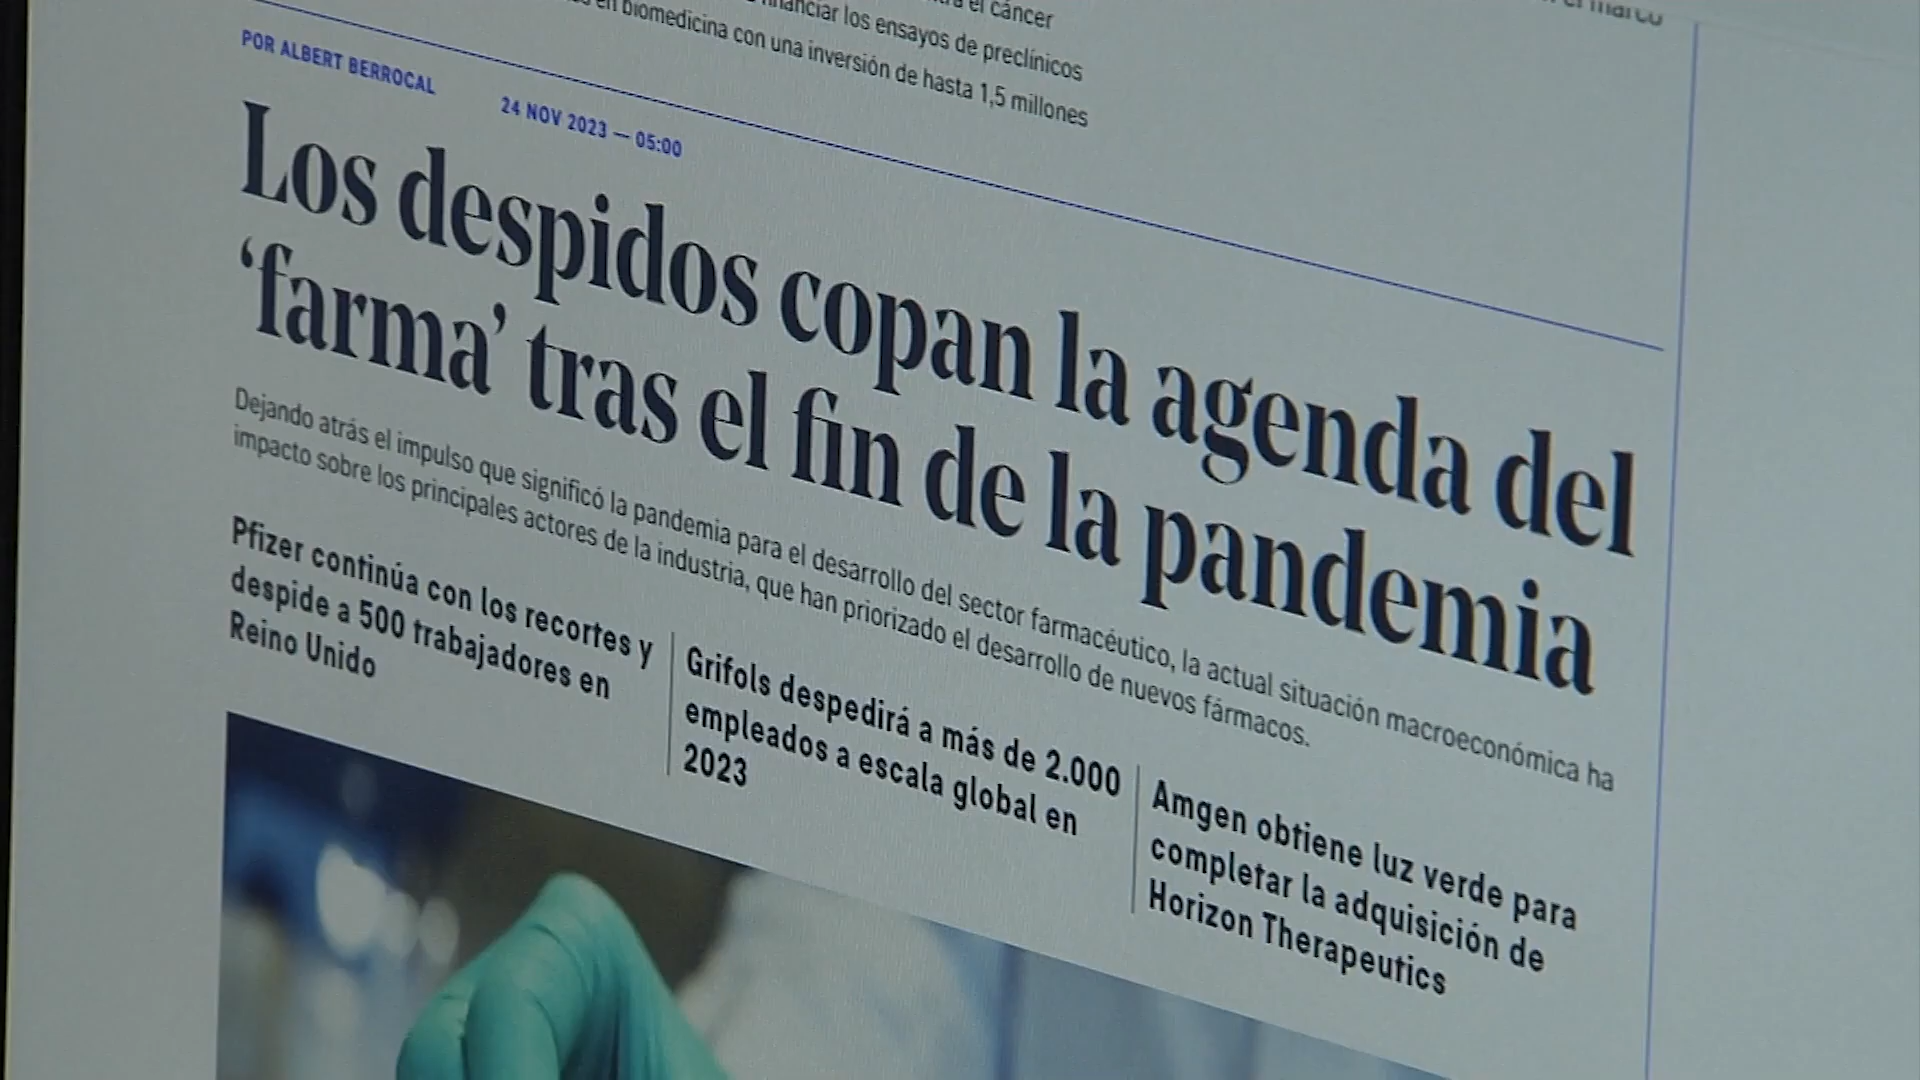 el cáncer
financiar los ensayos de preclínicos
en biomedicina con una inversión de hasta 1,5 millones
POR ALBERT BERROCAL
24 NOV 2023 — 05:00
Los despidos copan la agenda del
‘farma’ tras el fin de la pandemia
Dejando atrás el impulso que significó la pandemia para el desarrollo del sector farmacéutico, la actual situación macroeconómica ha
impacto sobre los principales actores de la industria, que han priorizado el desarrollo de nuevos fármacos.
Pfizer continúa con los recortes y
despide a 500 trabajadores en
Reino Unido
Grifols despedirá a más de 2.000
empleados a escala global en
2023
Amgen obtiene luz verde para
completar la adquisición de
Horizon Therapeutics